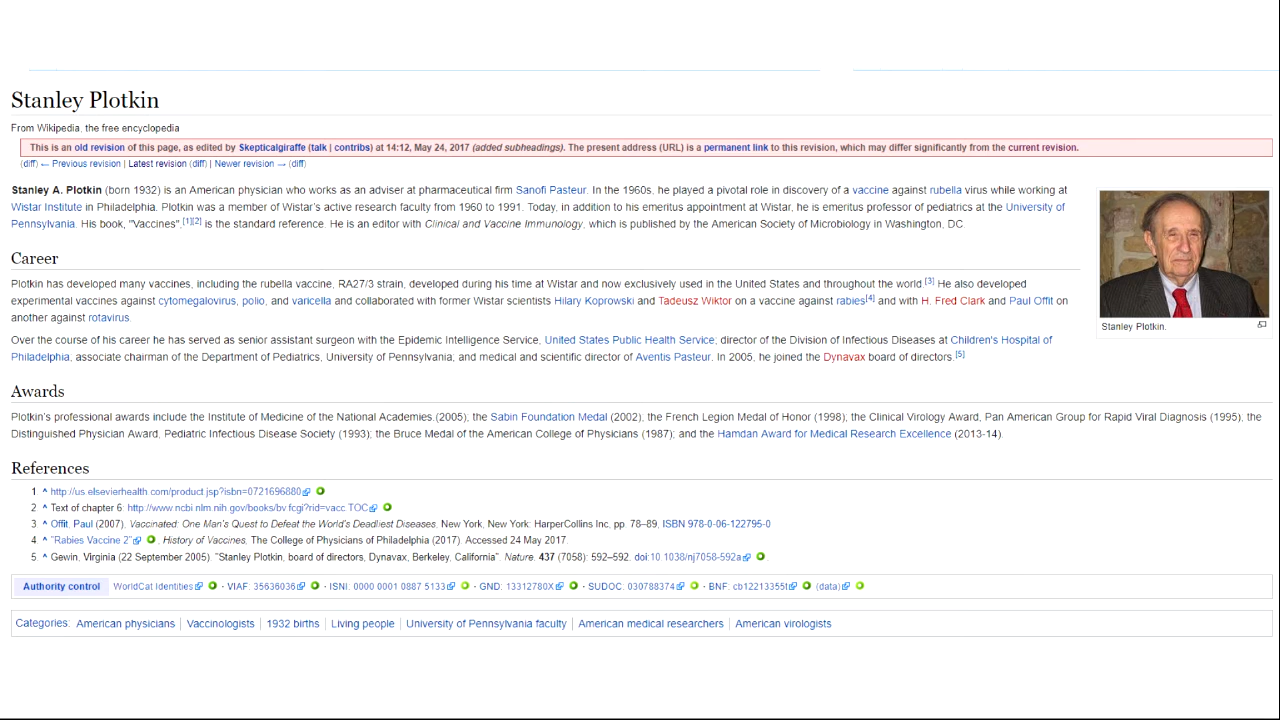 Stanley Plotkin
From Wikipedia, the free encyclopedia
This is an old revision of this page, as edited by Skepticalgiraffe (talk | contribs) at 14:12, May 24, 2017 (added subheadings). The present address (URL) is a permanent link to this revision, which may differ significantly from the current revision.
(diff) ← Previous revision | Latest revision (diff) | Newer revision → (diff)
Stanley A. Plotkin (born 1932) is an American physician who works as an adviser at pharmaceutical firm Sanofi Pasteur. In the 1960s, he played a pivotal role in discovery of a vaccine against rubella virus while working at
Wistar Institute in Philadelphia. Plotkin was a member of Wistar's active research faculty from 1960 to 1991. Today, in addition to his emeritus appointment at Wistar, he is emeritus professor of pediatrics at the University of
Pennsylvania. His book, "Vaccines",[1][2] is the standard reference. He is an editor with Clinical and Vaccine Immunology, which is published by the American Society of Microbiology in Washington, DC
Stanley Plotkin.
Career
Plotkin has developed many vaccines, including the rubella vaccine, RA27/3 strain, developed during his time at Wistar and now exclusively used in the United States and throughout the world.[3] He also developed
experimental vaccines against cytomegalovirus, polio, and varicella and collaborated with former Wistar scientists Hilary Koprowski and Tadeusz Wiktor on a vaccine against rabies[4] and with H. Fred Clark and Paul Offit on
another against rotavirus.
Over the course of his career he has served as senior assistant surgeon with the Epidemic Intelligence Service, United States Public Health Service; director of the Division of Infectious Diseases at Children's Hospital of
Philadelphia; associate chairman of the Department of Pediatrics, University of Pennsylvania; and medical and scientific director of Aventis Pasteur. In 2005, he joined the Dynavax board of directors.[5]
Awards
Plotkin's professional awards include the Institute of Medicine of the National Academies (2005); the Sabin Foundation Medal (2002); the French Legion Medal of Honor (1998); the Clinical Virology Award, Pan American Group for Rapid Viral Diagnosis (1995), the
Distinguished Physician Award, Pediatric Infectious Disease Society (1993); the Bruce Medal of the American College of Physicians (1987); and the Hamdan Award for Medical Research Excellence (2013-14).
References
1. ^ http://us.elsevierhealth.com/product.jsp?isbn=0721696880
2. ^ Text of chapter 6: http://www.ncbi.nlm.nih.gov/books/bv.fcgi?rid=vacc.TOC
3. ^ Offit, Paul (2007). Vaccinated: One Man's Quest to Defeat the World's Deadliest Diseases. New York, New York: HarperCollins Inc, pp. 78–89, ISBN 978-0-06-122795-0
4. ^ "Rabies Vaccine 2". History of Vaccines. The College of Physicians of Philadelphia (2017). Accessed 24 May 2017.
5. ^ Gewin, Virginia (22 September 2005). "Stanley Plotkin, board of directors, Dynavax, Berkeley, California". Nature. 437 (7058): 592–592. doi:10.1038/nj7058-592a
Authority control WorldCat Identities · VIAF: 35636036 · ISNI: 0000 0001 0887 5133 · GND: 13312780X · SUDOC: 030788374 · BNF: cb12213355t (data)
Categories: American physicians | Vaccinologists | 1932 births | Living people | University of Pennsylvania faculty | American medical researchers | American virologists